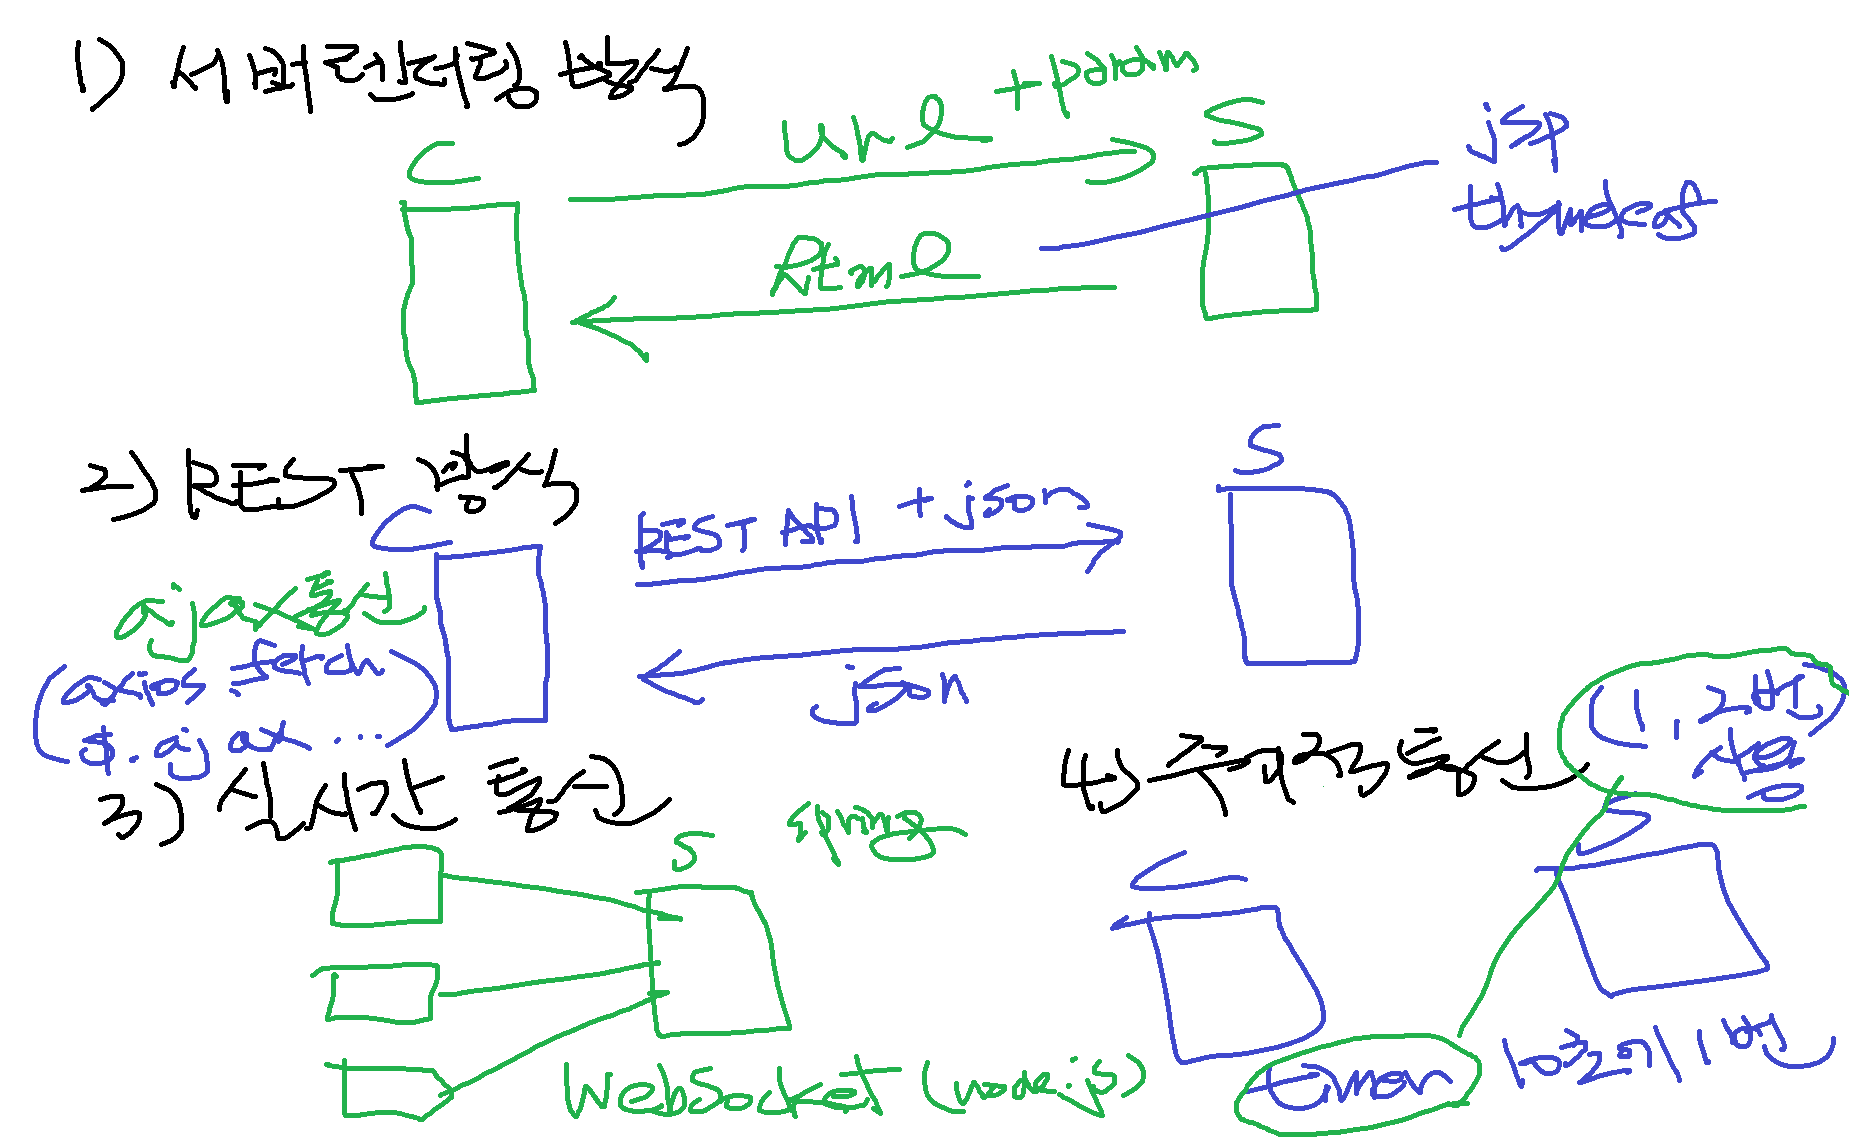 1) 서버렌더링 방식
C
url +param
S
jsp
thymeleaf
html
2) REST 방식
C
REST API +json
S
ajax통신
(axios.fetch
$.ajax ...)
json
3) 실시간 통신
S
spring
WebSocket (node.js)
4) 주기적통신
(1, 2번
사용)
C
S
timer
10초에 1번